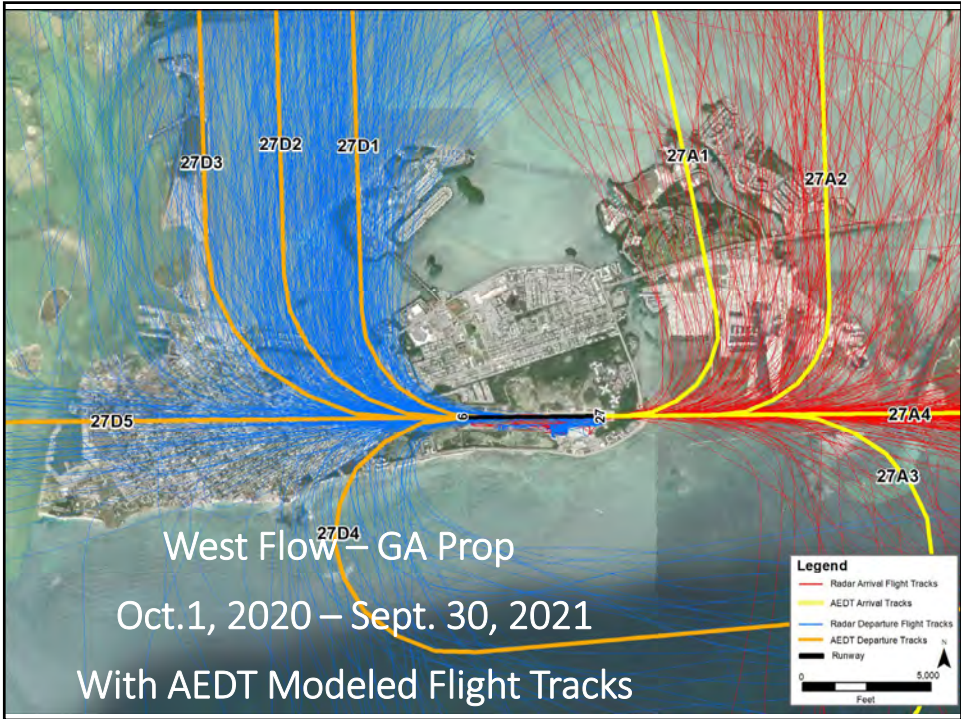 27D3
27D2
27D1
27A1
27A2
27D5
9
27
27A4
27A3
27D4
West Flow – GA Prop
Oct.1, 2020 – Sept. 30, 2021
With AEDT Modeled Flight Tracks
Legend
Radar Arrival Flight Tracks
AEDT Arrival Tracks
Radar Departure Flight Tracks
AEDT Departure Tracks
Runway
N
0 5,000
Feet